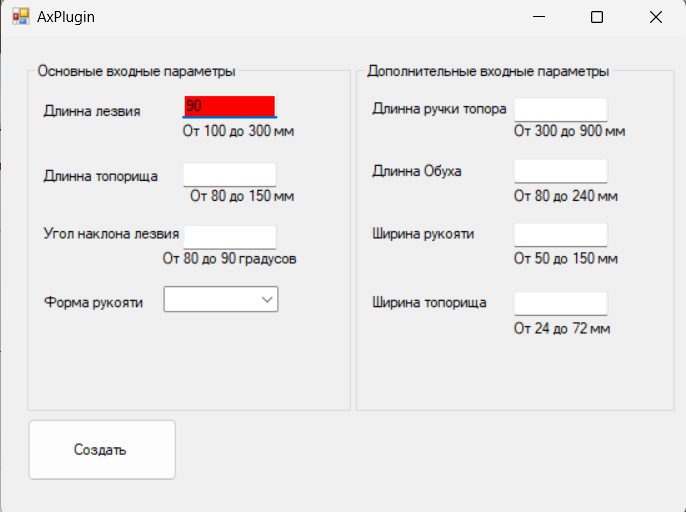 AxPlugin
Основные входные параметры
Длинна лезвия
90
От 100 до 300 мм
Длинна топорища
От 80 до 150 мм
Угол наклона лезвия
От 80 до 90 градусов
Форма рукояти
Дополнительные входные параметры
Длинна ручки топора
От 300 до 900 мм
Длинна Обуха
От 80 до 240 мм
Ширина рукояти
От 50 до 150 мм
Ширина топорища
От 24 до 72 мм
Создать